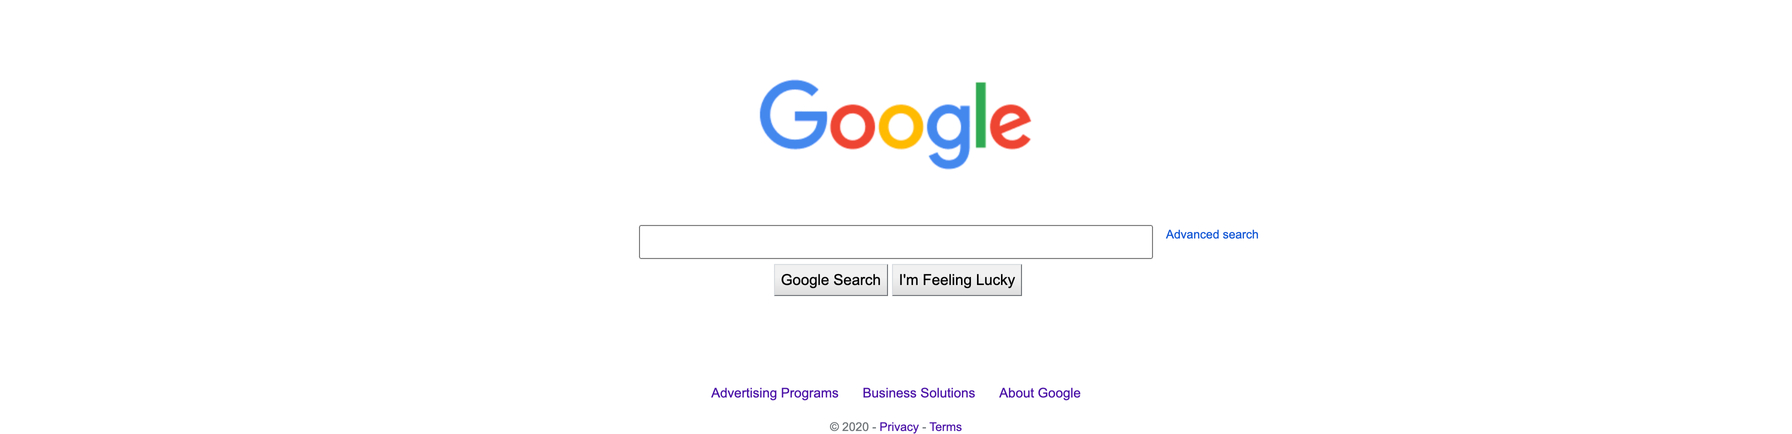 Google
Advanced search
Google Search I'm Feeling Lucky
Advertising Programs Business Solutions About Google
© 2020 - Privacy - Terms